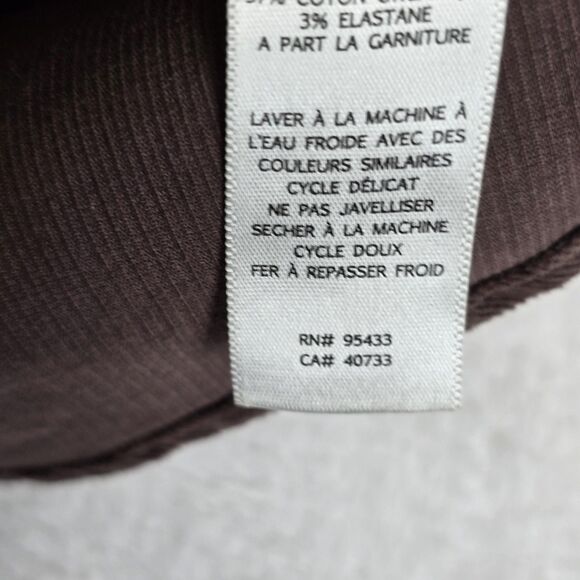 COTON
3% ELASTANE
A PART LA GARNITURE
LAVER À LA MACHINE À
L'EAU FROIDE AVEC DES
COULEURS SIMILAIRES
CYCLE DÉLICAT
NE PAS JAVELLISER
SECHER À LA MACHINE
CYCLE DOUX
FER À REPASSER FROID
RN# 95433
CA# 40733